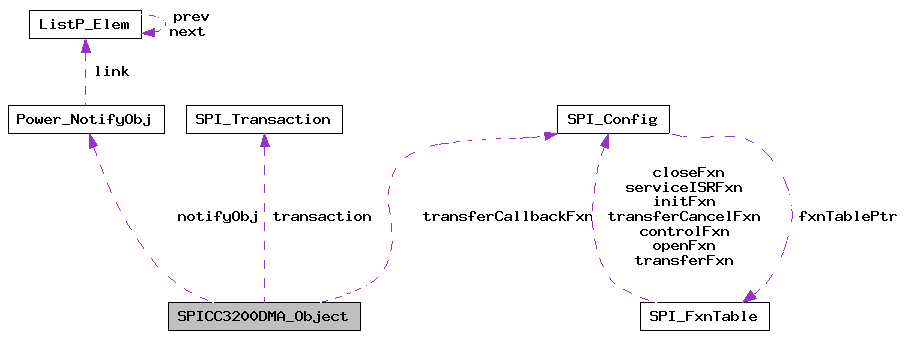 prev
ListP_Elem
next
link
Power_NotifyObj
SPI_Transaction
SPI_Config
closeFxn
serviceISRFxn
initFxn
notifyObj
transaction
transferCallbackFxn
transferCancelFxn
fxnTablePtr
controlFxn
openFxn
transferFxn
SPICC3200DMA_Object
SPI_FxnTable